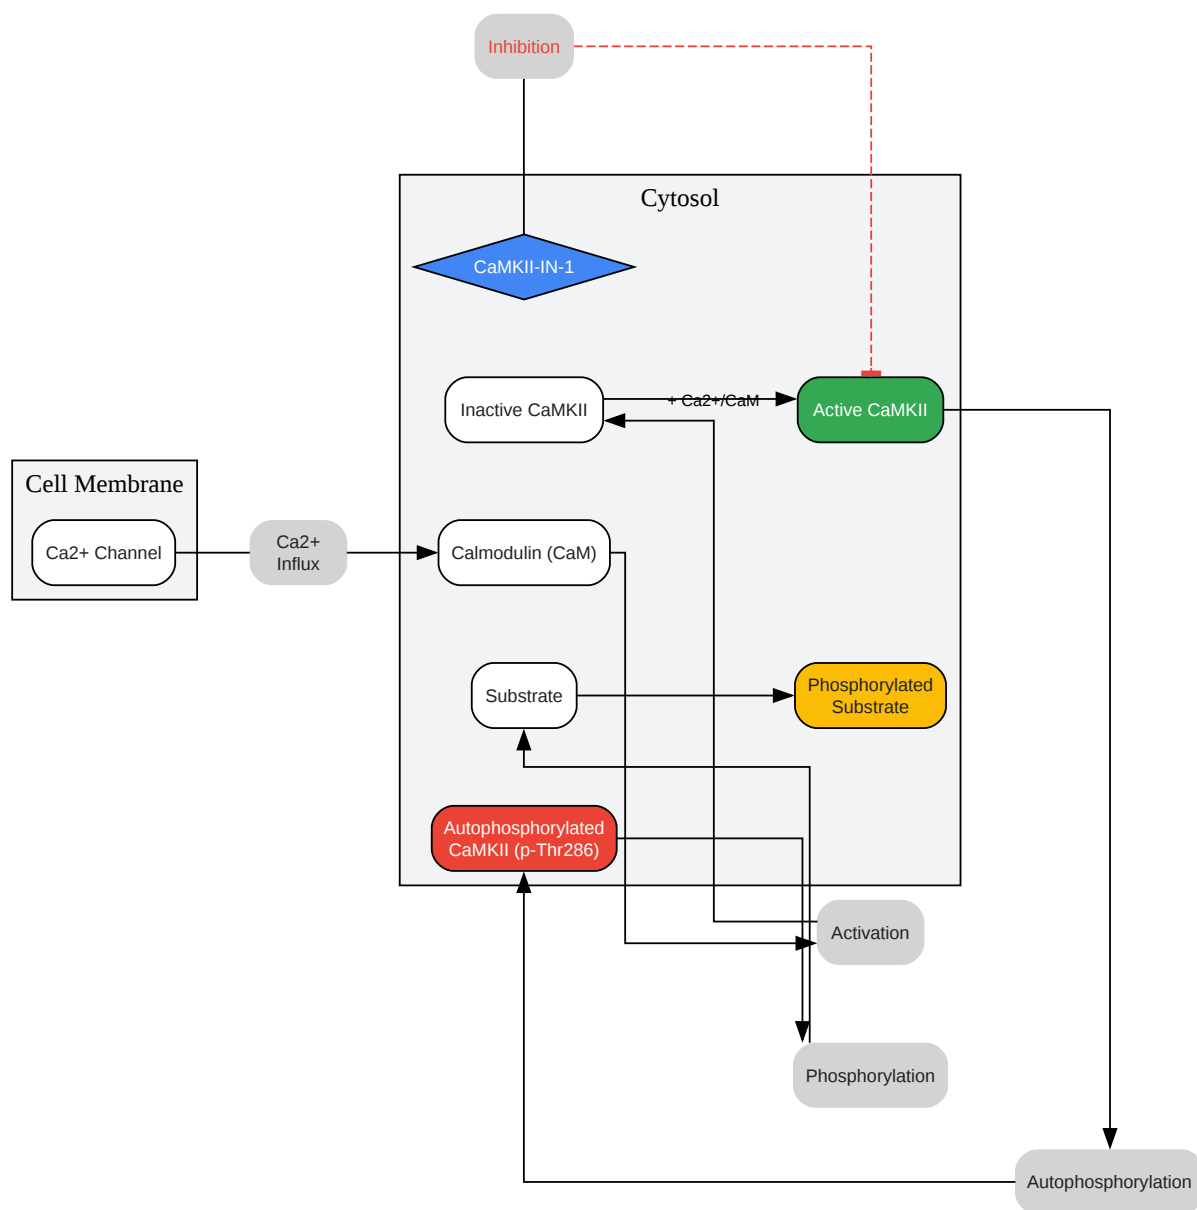 Inhibition
Cytosol
CaMKII-IN-1
Inactive CaMKII
+ Ca2+/CaM
Active CaMKII
Cell Membrane
Ca2+ Channel
Ca2+
Influx
Calmodulin (CaM)
Substrate
Phosphorylated
Substrate
Autophosphorylated
CaMKII (p-Thr286)
Activation
Phosphorylation
Autophosphorylation